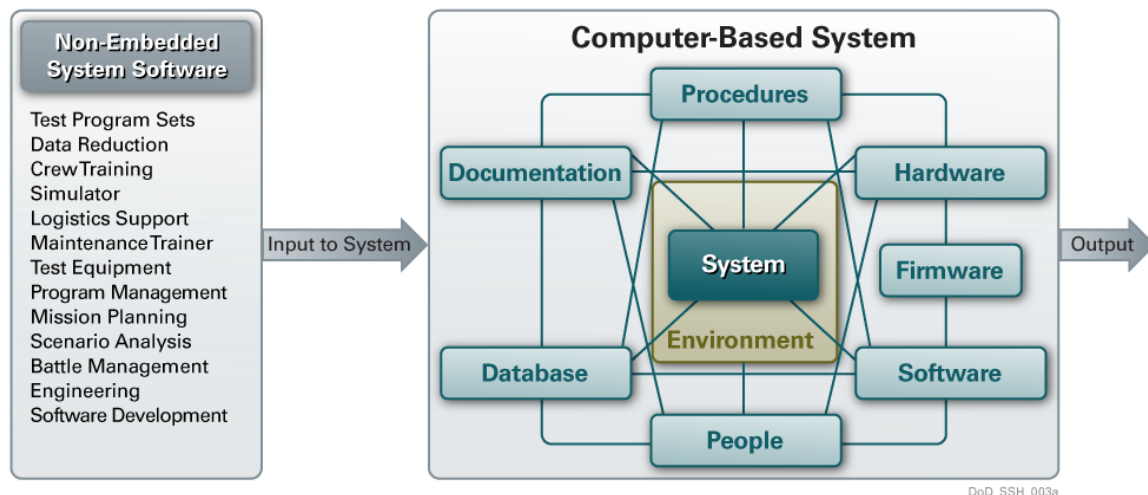 Non-Embedded
System Software
Test Program Sets
Data Reduction
Crew Training
Simulator
Logistics Support
Maintenance Trainer
Test Equipment
Program Management
Mission Planning
Scenario Analysis
Battle Management
Engineering
Software Development
Input to System
Computer-Based System
Procedures
Documentation
Hardware
System
Firmware
Environment
Database
Software
People
Output
DoD_SSH_003a